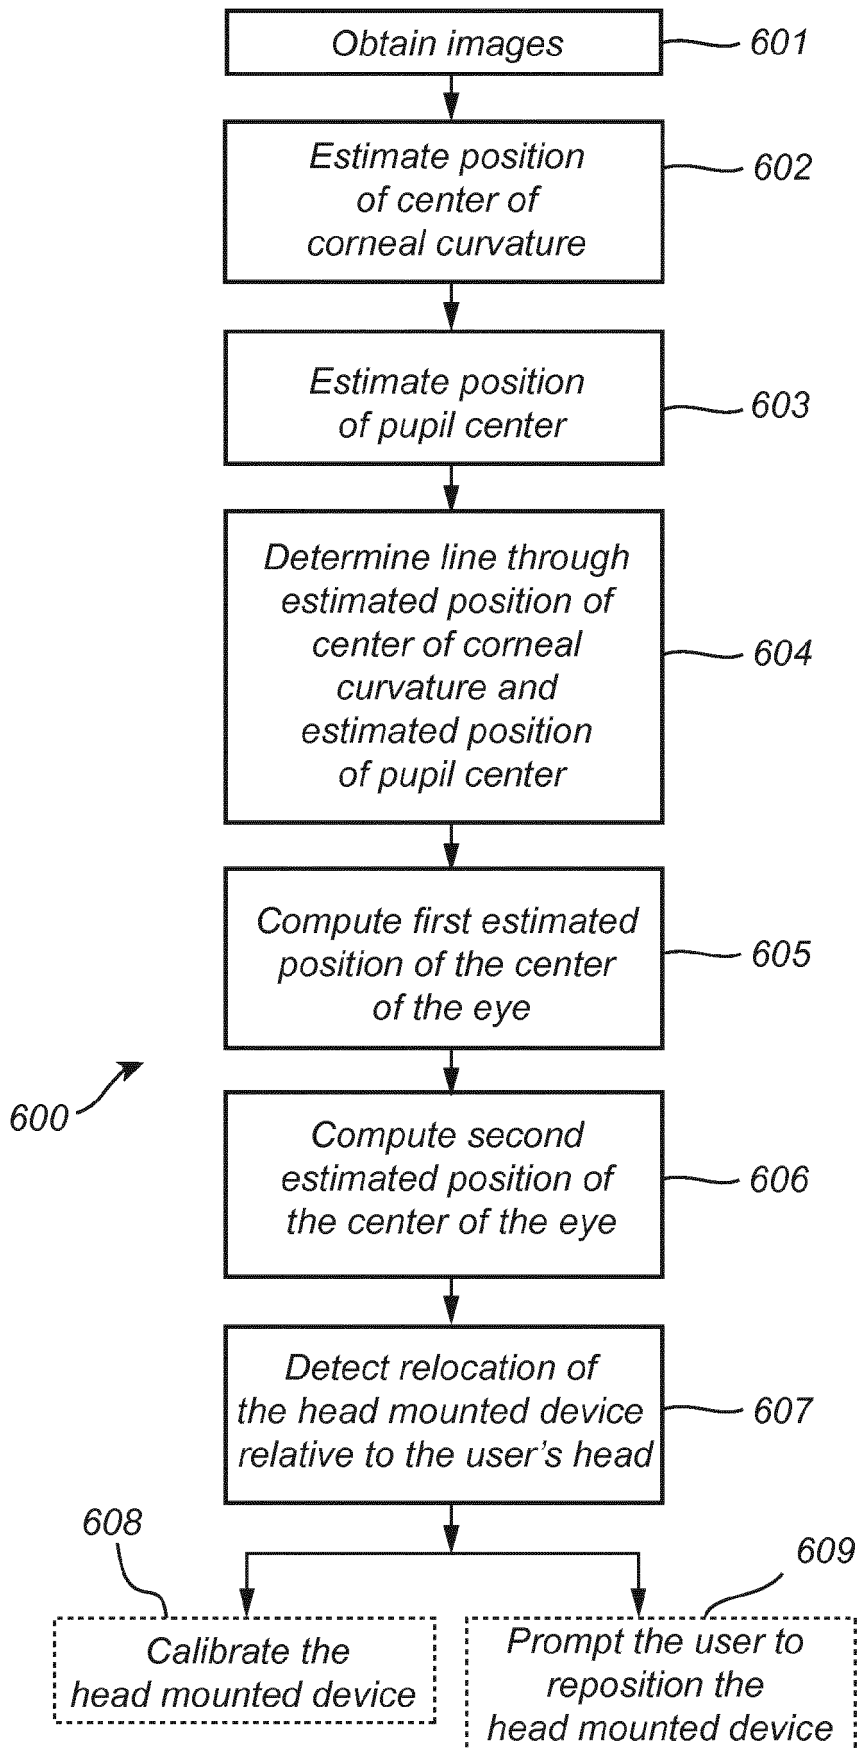 Obtain images
601
Estimate position
of center of
corneal curvature
602
Estimate position
of pupil center
603
Determine line through
estimated position of
center of corneal
curvature and
estimated position
of pupil center
604
Compute first estimated
position of the center
of the eye
605
600
Compute second
estimated position of
the center of the eye
606
Detect relocation of
the head mounted device
relative to the user's head
607
608
Calibrate the
head mounted device
609
Prompt the user to
reposition the
head mounted device